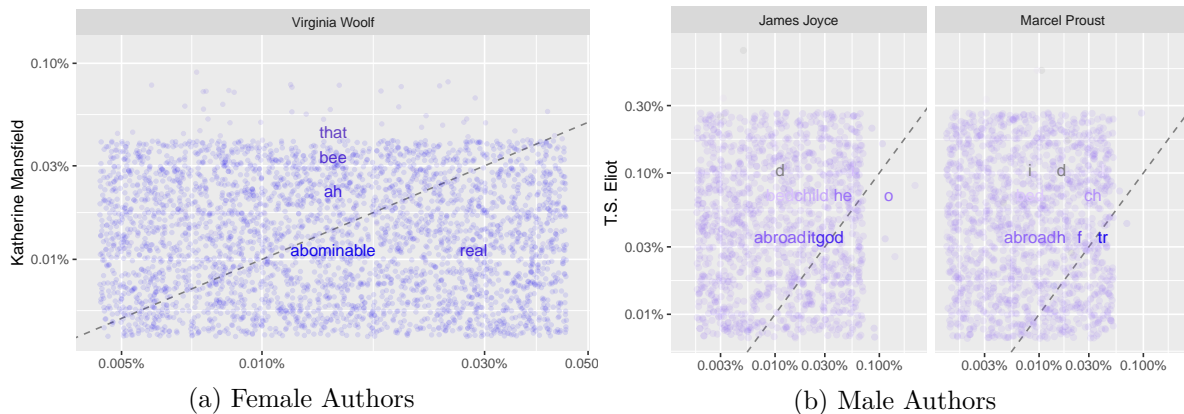 Virginia Woolf
Katherine Mansfield
0.10%
0.03%
0.01%
that
bee
ah
abominable real
0.005% 0.010% 0.030% 0.050
(a) Female Authors
James Joyce Marcel Proust
T.S. Eliot
0.30%
0.10%
0.03%
0.01%
d
child he o
abroad it god
0.003% 0.010% 0.030% 0.100%
i d
ch
abroad h f tr
0.003% 0.010% 0.030% 0.100%
(b) Male Authors